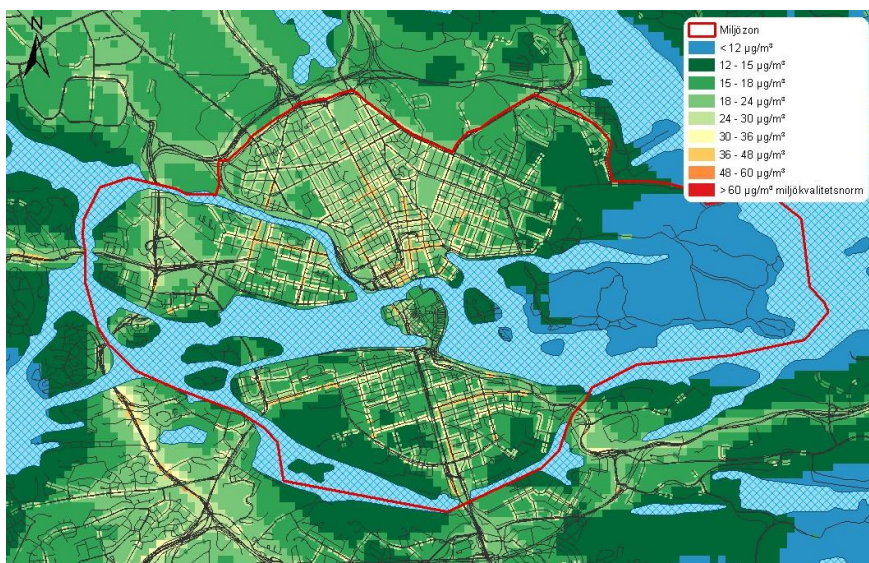 N
Miljözon
< 12 µg/m³
12 - 15 µg/m³
15 - 18 µg/m³
18 - 24 µg/m³
24 - 30 µg/m³
30 - 36 µg/m³
36 - 48 µg/m³
48 - 60 µg/m³
> 60 µg/m³ miljökvalitetsnorm